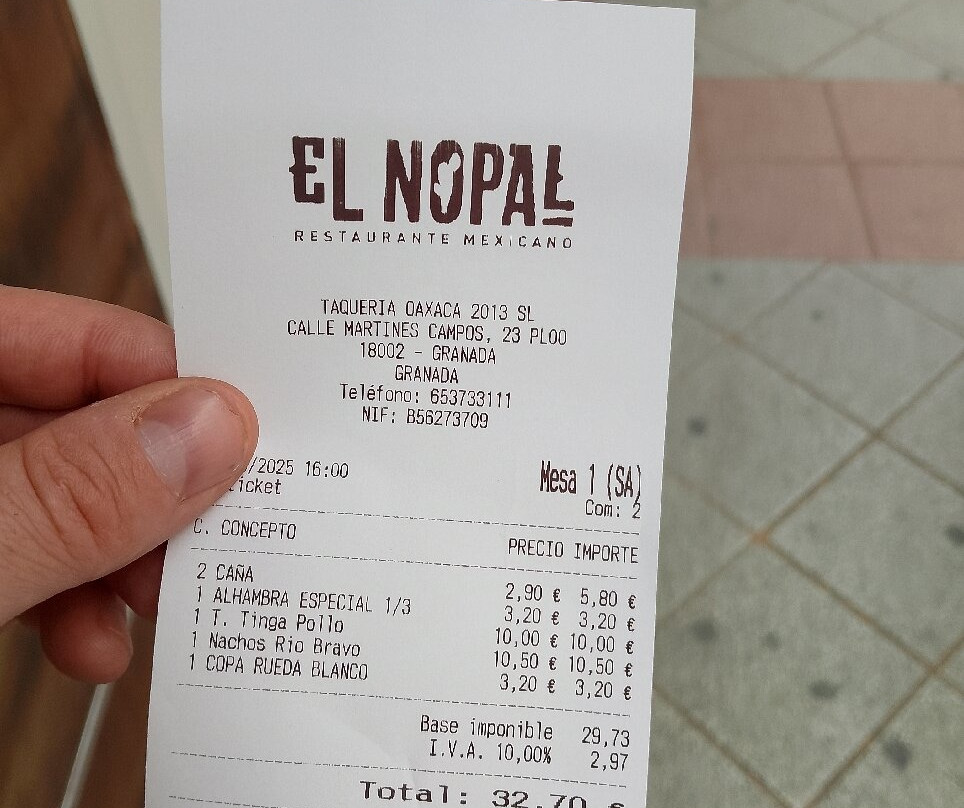 EL NOPAL
RESTAURANTE MEXICANO
TAQUERIA OAXACA 2013 SL
CALLE MARTINES CAMPOS, 23 PL00
18002 - GRANADA
GRANADA
Teléfono: 653733111
NIF: B56273709
/2025 16:00 Mesa 1 (SA)
Com: 2
C. CONCEPTO PRECIO IMPORTE
2 CAÑA 2,90 € 5,80 €
1 ALHAMBRA ESPECIAL 1/3 3,20 € 3,20 €
1 T. Tinga Pollo 10,00 € 10,00 €
1 Nachos Rio Bravo 10,50 € 10,50 €
1 COPA RUEDA BLANCO 3,20 € 3,20 €
Base imponible 29,73
I.V.A. 10,00% 2,97
Total: 32,70 €